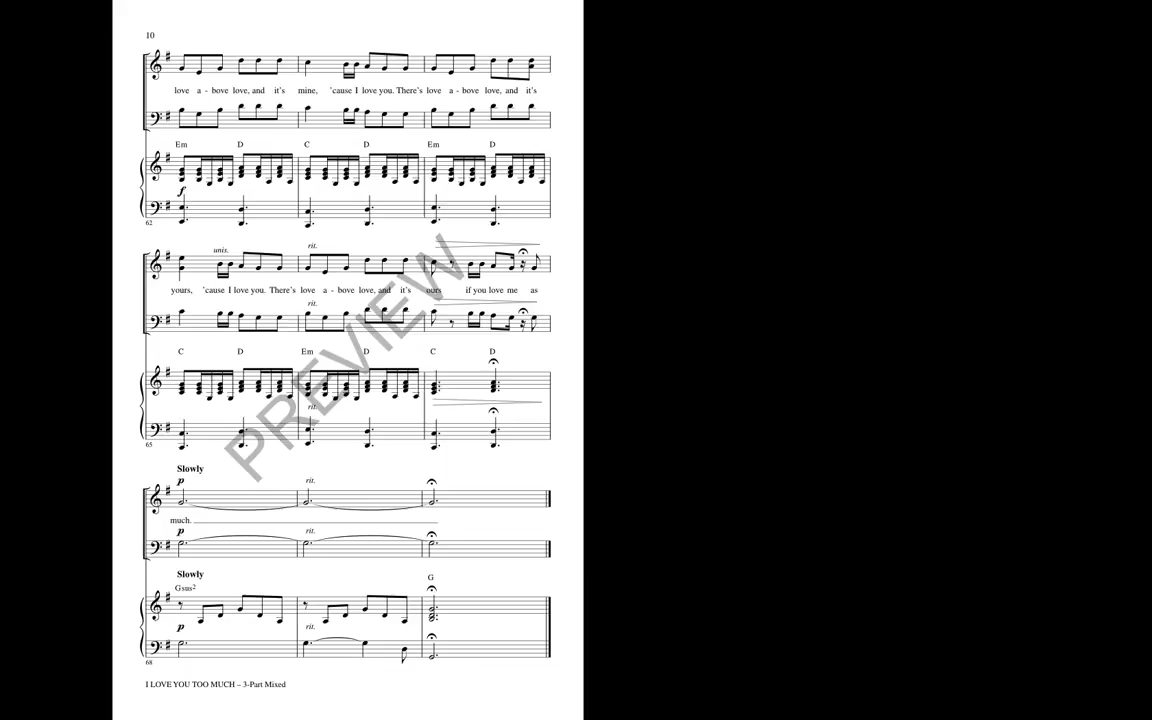 10
love a - bove love, and it's mine, 'cause I love you. There's love a - bove love, and it's
Em D C D Em D
f
62
unis. rit.
yours, 'cause I love you. There's love a - bove love, and it's ours if you love me as
rit.
C D Em D C D
rit.
65
PREVIEW
Slowly
p rit.
much.
p rit.
Slowly
Gsus2 G
p rit.
68
I LOVE YOU TOO MUCH – 3-Part Mixed